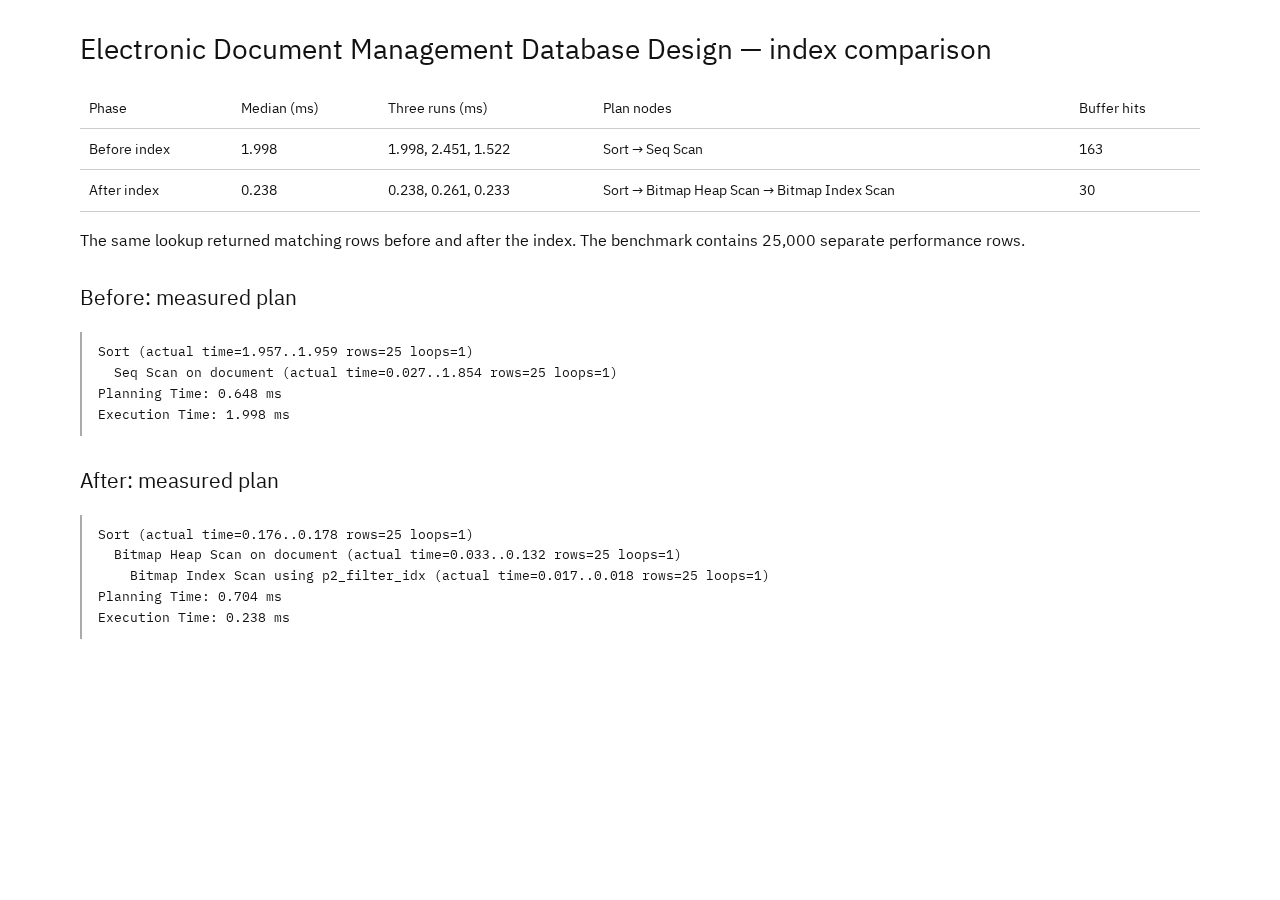 Electronic Document Management Database Design — index comparison
Phase Median (ms) Three runs (ms) Plan nodes Buffer hits
Before index 1.998 1.998, 2.451, 1.522 Sort → Seq Scan 163
After index 0.238 0.238, 0.261, 0.233 Sort → Bitmap Heap Scan → Bitmap Index Scan 30
The same lookup returned matching rows before and after the index. The benchmark contains 25,000 separate performance rows.
Before: measured plan
Sort (actual time=1.957..1.959 rows=25 loops=1)
  Seq Scan on document (actual time=0.027..1.854 rows=25 loops=1)
Planning Time: 0.648 ms
Execution Time: 1.998 ms
After: measured plan
Sort (actual time=0.176..0.178 rows=25 loops=1)
  Bitmap Heap Scan on document (actual time=0.033..0.132 rows=25 loops=1)
    Bitmap Index Scan using p2_filter_idx (actual time=0.017..0.018 rows=25 loops=1)
Planning Time: 0.704 ms
Execution Time: 0.238 ms